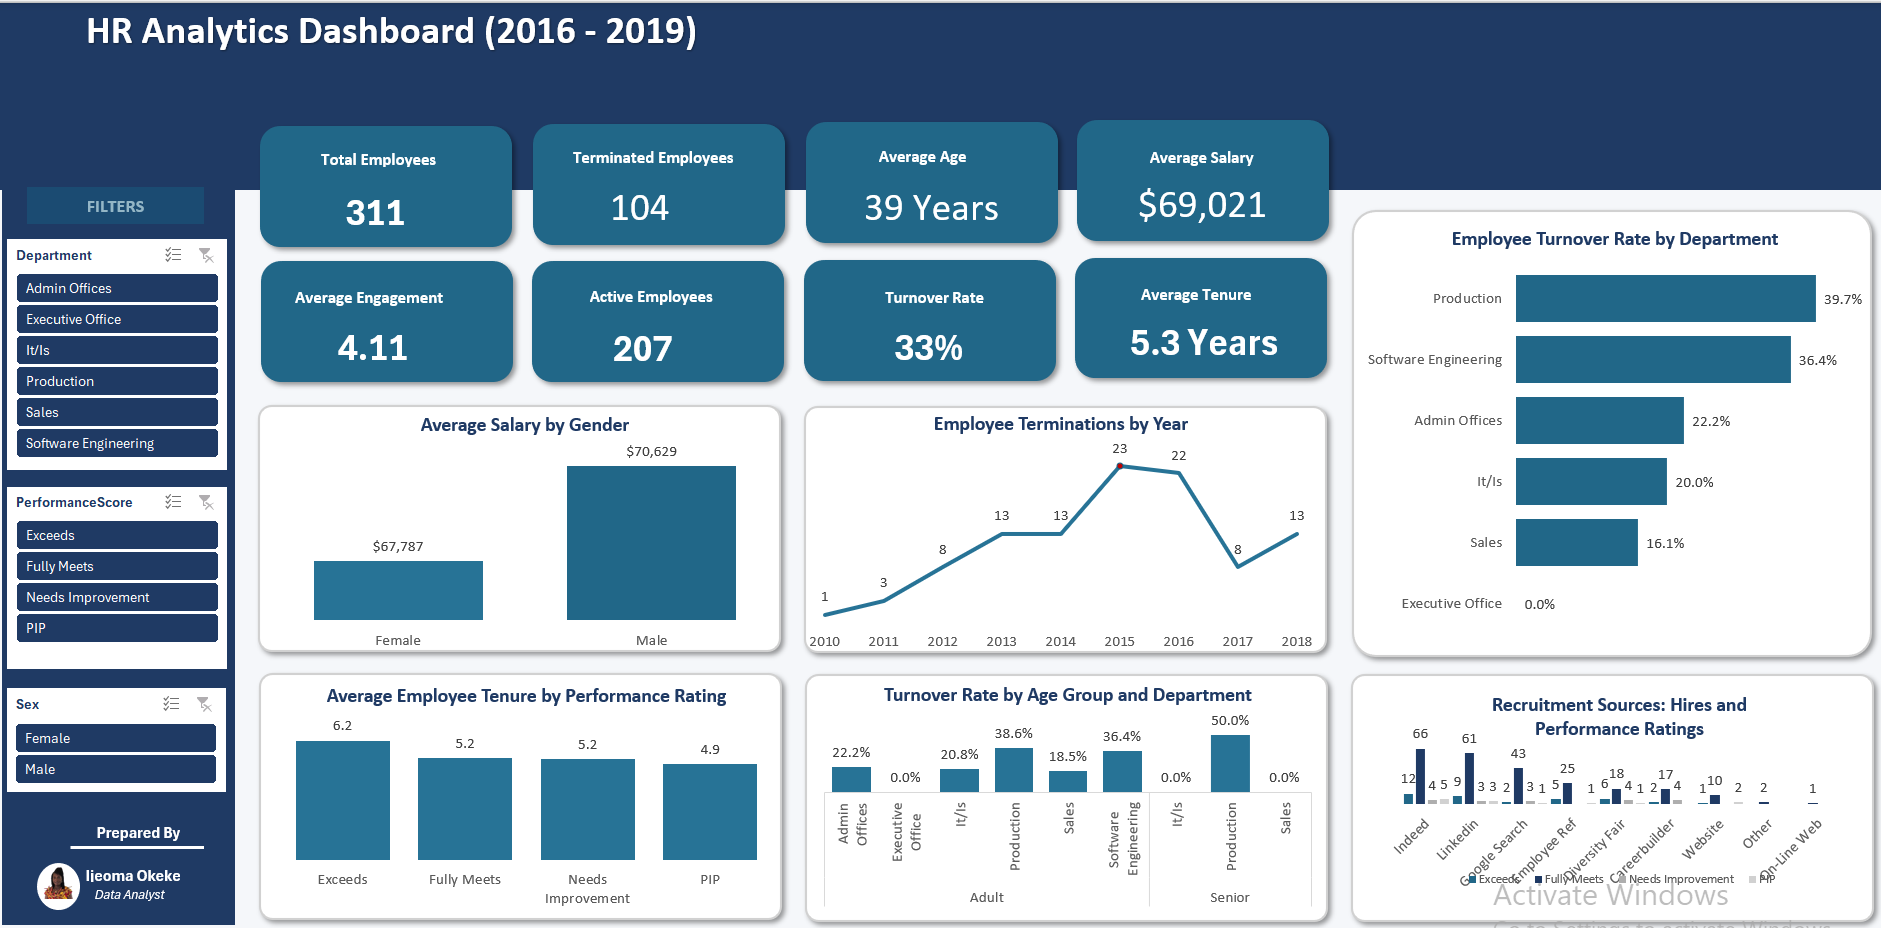 HR Analytics Dashboard (2016 - 2019)
Total Employees
311
Terminated Employees
104
Average Age
39 Years
Average Salary
$69,021
Average Engagement
4.11
Active Employees
207
Turnover Rate
33%
Average Tenure
5.3 Years
FILTERS
Department
Admin Offices
Executive Office
It/Is
Production
Sales
Software Engineering
PerformanceScore
Exceeds
Fully Meets
Needs Improvement
PIP
Sex
Female
Male
Prepared By
Ijeoma Okeke
Data Analyst
Average Salary by Gender
$70,629
$67,787
Female
Male
Employee Terminations by Year
1
3
8
13
13
23
22
8
13
2010
2011
2012
2013
2014
2015
2016
2017
2018
Employee Turnover Rate by Department
Production
39.7%
Software Engineering
36.4%
Admin Offices
22.2%
It/Is
20.0%
Sales
16.1%
Executive Office
0.0%
Average Employee Tenure by Performance Rating
6.2
5.2
5.2
4.9
Exceeds
Fully Meets
Needs
Improvement
PIP
Turnover Rate by Age Group and Department
22.2%
0.0%
20.8%
38.6%
18.5%
36.4%
0.0%
50.0%
0.0%
Admin
Offices
Executive
Office
It/Is
Production
Sales
Software
Engineering
It/Is
Production
Sales
Adult
Senior
Recruitment Sources: Hires and
Performance Ratings
12
66
4
5
9
61
3
3
2
43
3
1
5
25
1
6
18
4
1
2
17
4
1
10
2
2
1
Indeed
Linkedin
Google Search
Employee Ref
Diversity Fair
Careerbuilder
Website
Other
On-Line Web
Exceeds
Fully Meets
Needs Improvement
PIP
Activate Windows
Go to Settings to activate Windows.